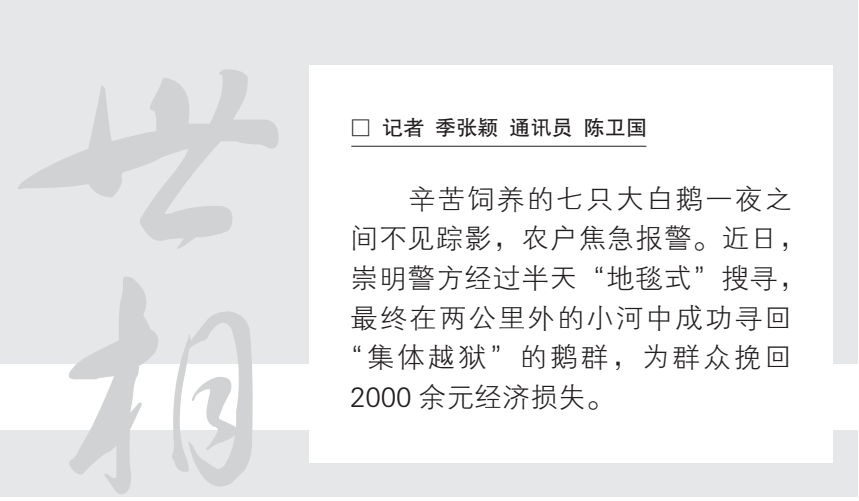 世相
□ 记者 季张颖 通讯员 陈卫国
辛苦饲养的七只大白鹅一夜之
间不见踪影，农户焦急报警。近日，
崇明警方经过半天“地毯式”搜寻，
最终在两公里外的小河中成功寻回
“集体越狱”的鹅群，为群众挽回
2000 余元经济损失。